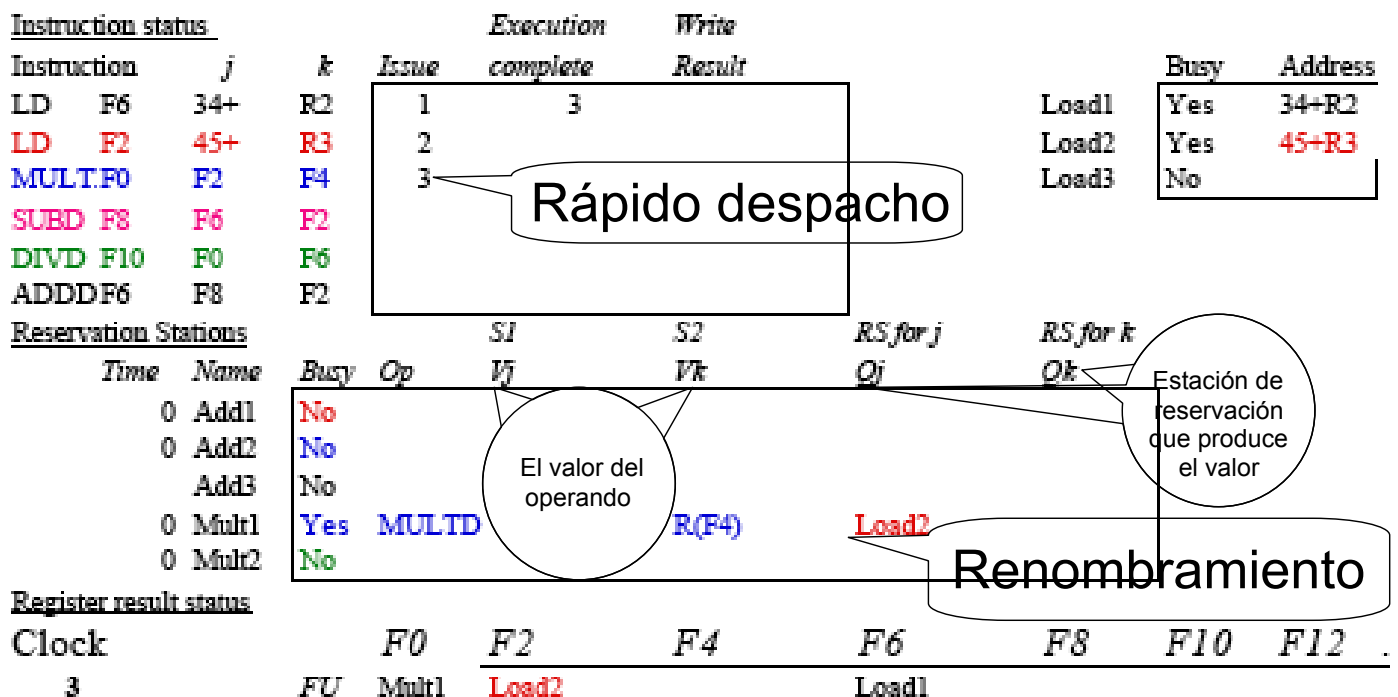 Instruction status Execution Write
Instruction j k Issue complete Result Busy Address
LD F6 34+ R2 1 3 Load1 Yes 34+R2
LD F2 45+ R3 2 Load2 Yes 45+R3
MULT. F0 F2 F4 3 Load3 No
Rápido despacho
SUBD F8 F6 F2
DIVD F10 F0 F6
ADDD F6 F8 F2
Reservation Stations S1 S2 RS for j RS for k
Time Name Busy Op Vj Vk Qj Qk
Estación de
reservación
que produce
el valor
0 Add1 No
0 Add2 No
El valor del
operando
Add3 No
0 Mult1 Yes MULTD R(F4) Load2
0 Mult2 No
Renombramiento
Register result status
Clock F0 F2 F4 F6 F8 F10 F12 .
3 FU Mult1 Load2 Load1